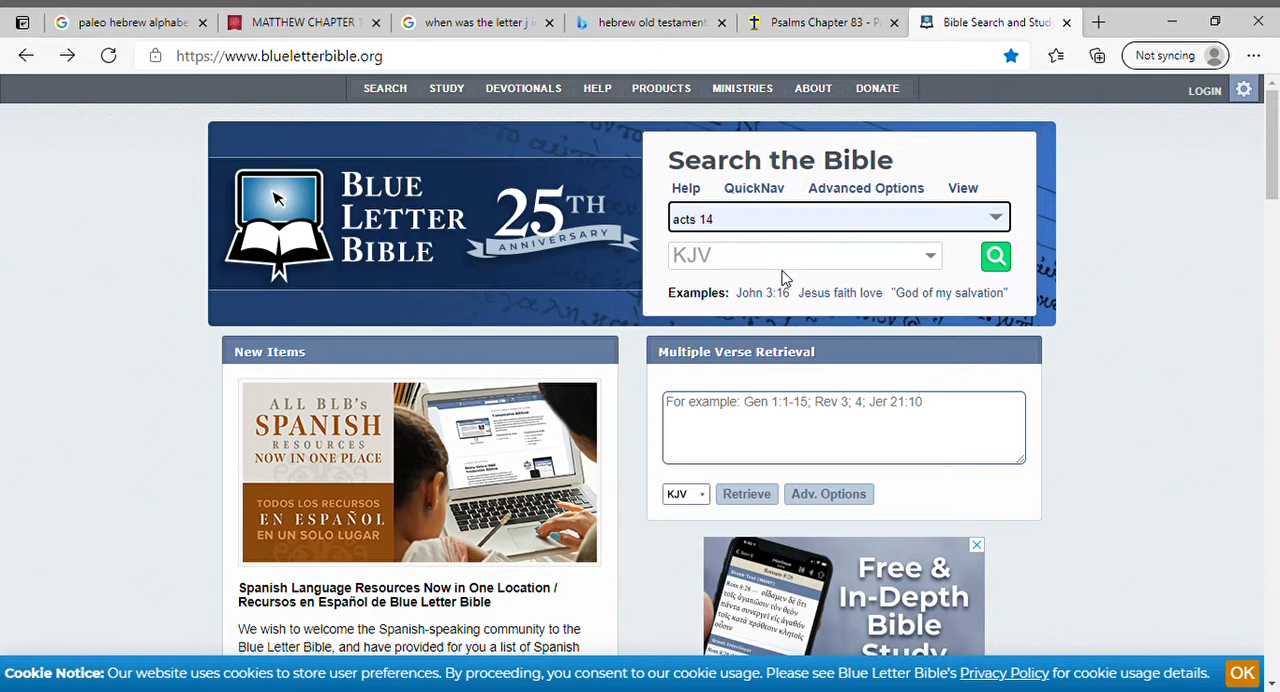 paleo hebrew alphabe
MATTHEW CHAPTER 1
when was the letter j i
hebrew old testament
Psalms Chapter 83 - P
Bible Search and Study
https://www.blueletterbible.org
Not syncing
SEARCH STUDY DEVOTIONALS HELP PRODUCTS MINISTRIES ABOUT DONATE
LOGIN
BLUE
LETTER
BIBLE
25TH
ANNIVERSARY
Search the Bible
Help QuickNav Advanced Options View
acts 14
KJV
Examples: John 3:16 Jesus faith love "God of my salvation"
New Items
ALL BLB's
SPANISH
RESOURCES
NOW IN ONE PLACE
TODOS LOS RECURSOS
EN ESPAÑOL
EN UN SOLO LUGAR
Spanish Language Resources Now in One Location /
Recursos en Español de Blue Letter Bible
We wish to welcome the Spanish-speaking community to the
Blue Letter Bible, and have provided for you a list of Spanish
Multiple Verse Retrieval
For example: Gen 1:1-15; Rev 3; 4; Jer 21:10
KJV Retrieve Adv. Options
Free &
In-Depth
Bible
Study
Cookie Notice: Our website uses cookies to store user preferences. By proceeding, you consent to our cookie usage. Please see Blue Letter Bible's Privacy Policy for cookie usage details.
OK